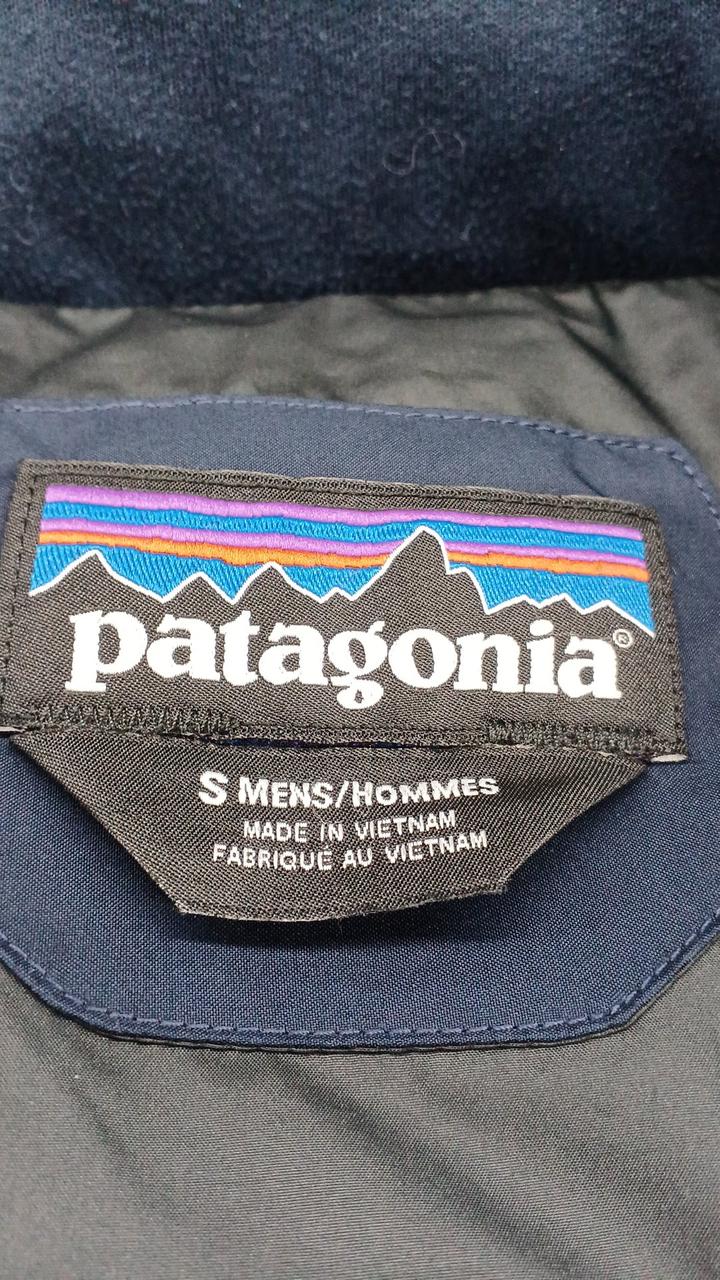 patagonia®
S MENS/HOMMES
MADE IN VIETNAM
FABRIQUÉ AU VIETNAM